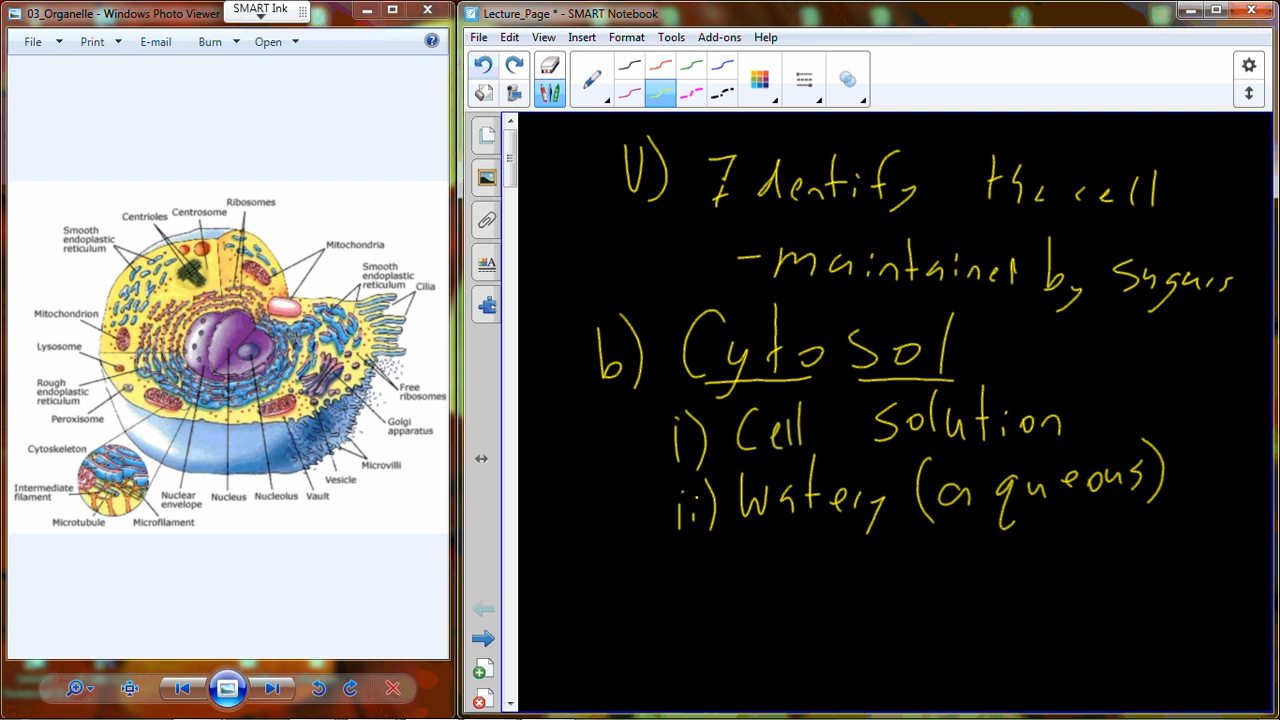 03_Organelle - Windows Photo Viewer
SMART Ink
File Print E-mail Burn Open
Centrioles
Centrosome
Ribosomes
Smooth
endoplastic
reticulum
Mitochondria
Smooth
endoplastic
reticulum
Cilia
Mitochondrion
Lysosome
Rough
endoplastic
reticulum
Peroxisome
Free
ribosomes
Golgi
apparatus
Cytoskeleton
Microvilli
Vesicle
Intermediate
filament
Nuclear
envelope
Nucleus
Nucleolus
Vault
Microtubule
Microfilament
Lecture_Page * - SMART Notebook
File Edit View Insert Format Tools Add-ons Help
V) Identify the cell
- maintained by sugars
b) Cytosol
i) Cell solution
ii) Watery (aqueous)